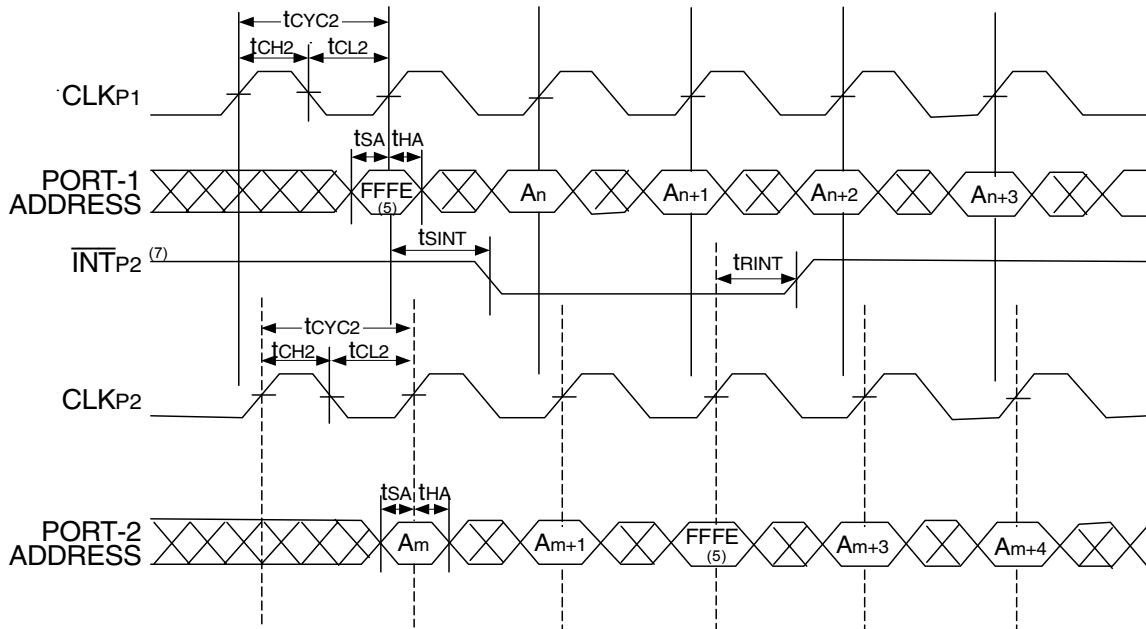 tCYC2
tCH2 tCL2
CLKP1
tSA tHA
PORT-1
ADDRESS
FFFE
(5)
An An+1 An+2 An+3
tSINT
INTP2 (7)
tRINT
tCYC2
tCH2 tCL2
CLKP2
tSA tHA
PORT-2
ADDRESS
Am Am+1 FFFE
(5)
Am+3 Am+4